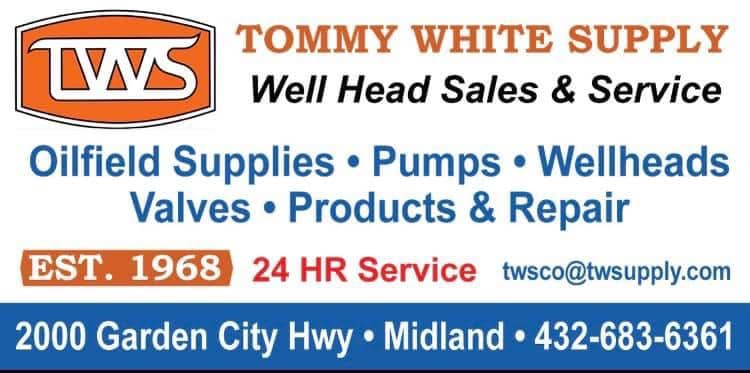 TWS
TOMMY WHITE SUPPLY
Well Head Sales & Service
Oilfield Supplies • Pumps • Wellheads
Valves • Products & Repair
EST. 1968 24 HR Service twsco@twsupply.com
2000 Garden City Hwy • Midland • 432-683-6361